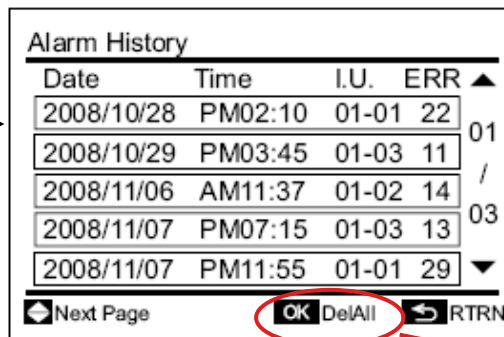 Alarm History
Date Time I.U. ERR ▲
2008/10/28 PM02:10 01-01 22
2008/10/29 PM03:45 01-03 11
2008/11/06 AM11:37 01-02 14
2008/11/07 PM07:15 01-03 13
2008/11/07 PM11:55 01-01 29
01
/
03
▼
Next Page OK DelAll RTRN